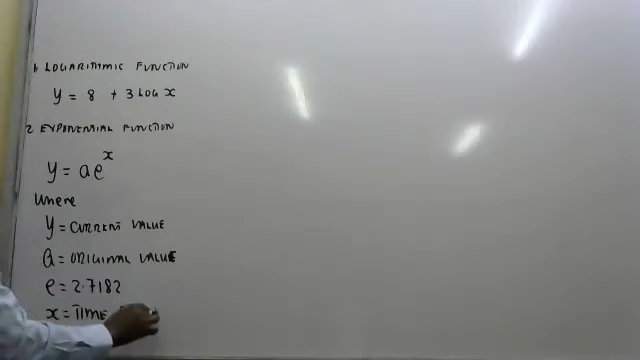 1 LOGARITHMIC FUNCTION
y = 8 + 3 LOG x
2 EXPONENTIAL FUNCTION
y = ae^x
Where
y = CURRENT VALUE
a = ORIGINAL VALUE
e = 2.7182
x = TIME